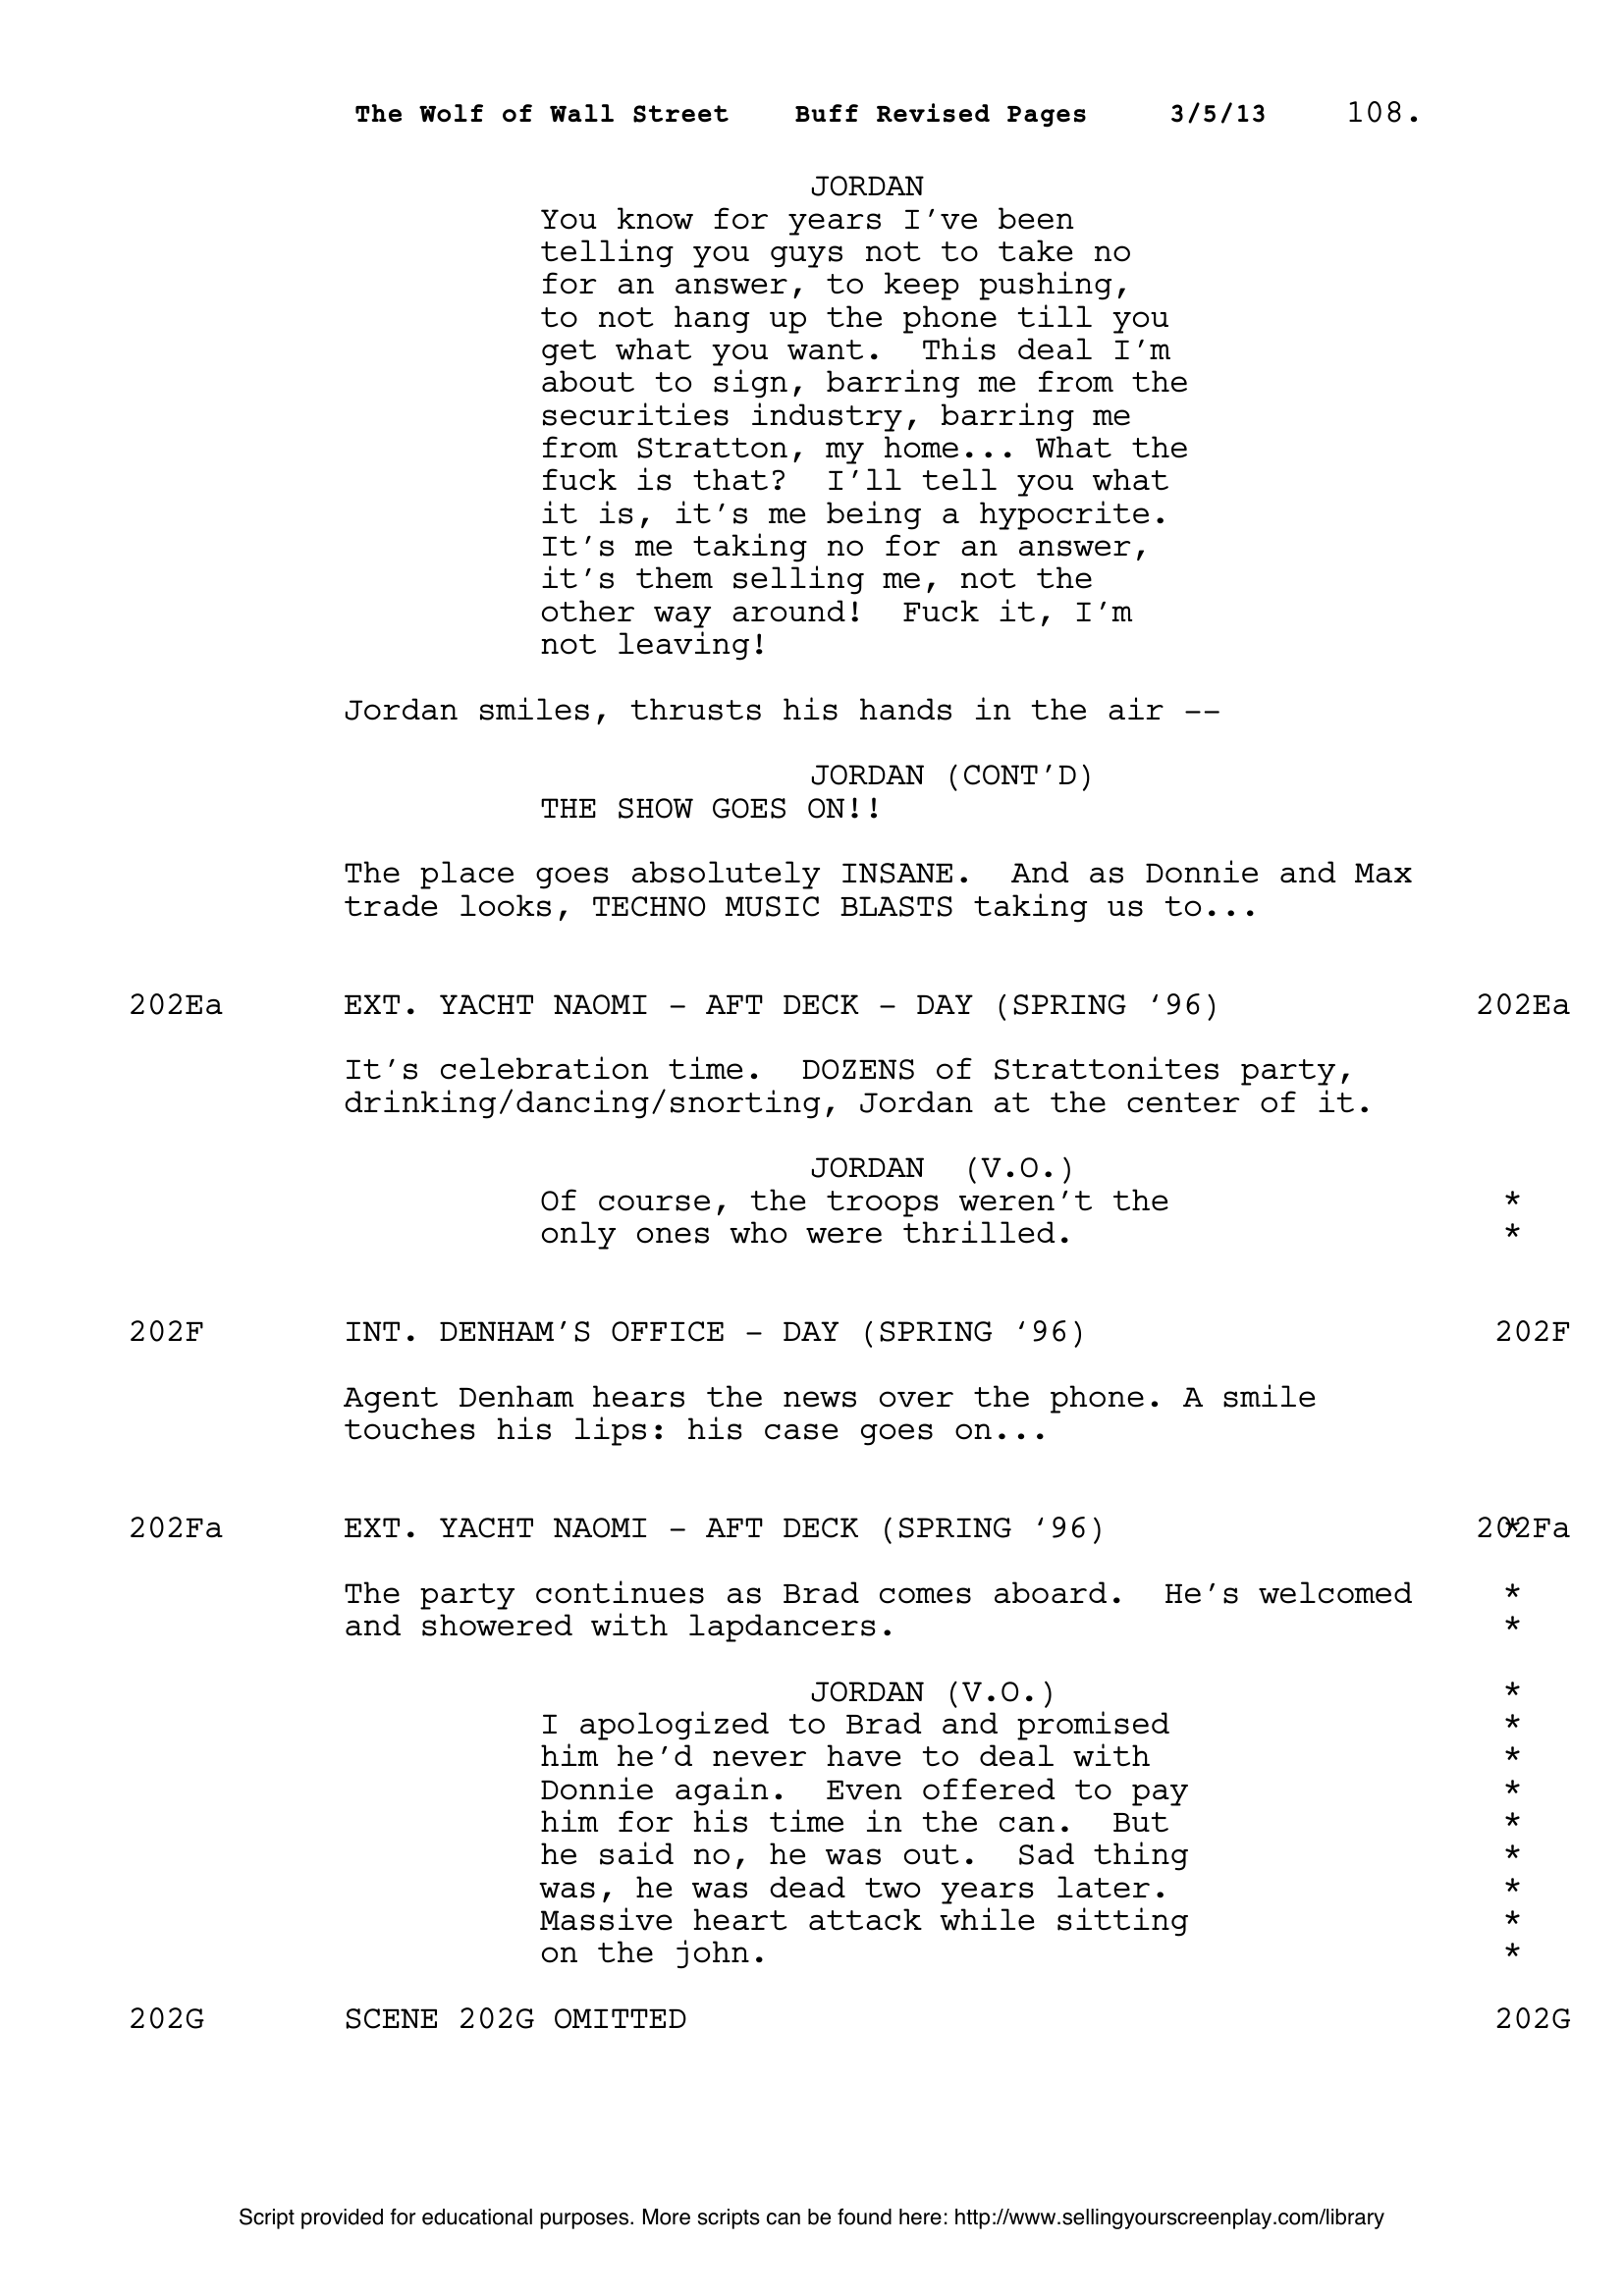 The Wolf of Wall Street    Buff Revised Pages    3/5/13    108.
JORDAN
You know for years I've been
telling you guys not to take no
for an answer, to keep pushing,
to not hang up the phone till you
get what you want.  This deal I'm
about to sign, barring me from the
securities industry, barring me
from Stratton, my home... What the
fuck is that?  I'll tell you what
it is, it's me being a hypocrite.
It's me taking no for an answer,
it's them selling me, not the
other way around!  Fuck it, I'm
not leaving!
Jordan smiles, thrusts his hands in the air --
JORDAN (CONT'D)
THE SHOW GOES ON!!
The place goes absolutely INSANE.  And as Donnie and Max
trade looks, TECHNO MUSIC BLASTS taking us to...
202Ea    EXT. YACHT NAOMI - AFT DECK - DAY (SPRING ‘96)    202Ea
It's celebration time.  DOZENS of Strattonites party,
drinking/dancing/snorting, Jordan at the center of it.
JORDAN  (V.O.)
Of course, the troops weren't the    *
only ones who were thrilled.    *
202F    INT. DENHAM'S OFFICE - DAY (SPRING ‘96)    202F
Agent Denham hears the news over the phone. A smile
touches his lips: his case goes on...
202Fa    EXT. YACHT NAOMI - AFT DECK (SPRING ‘96)    202Fa *
The party continues as Brad comes aboard.  He's welcomed    *
and showered with lapdancers.    *
JORDAN (V.O.)    *
I apologized to Brad and promised    *
him he'd never have to deal with    *
Donnie again.  Even offered to pay    *
him for his time in the can.  But    *
he said no, he was out.  Sad thing    *
was, he was dead two years later.    *
Massive heart attack while sitting    *
on the john.    *
202G    SCENE 202G OMITTED    202G
Script provided for educational purposes. More scripts can be found here: http://www.sellingyourscreenplay.com/library